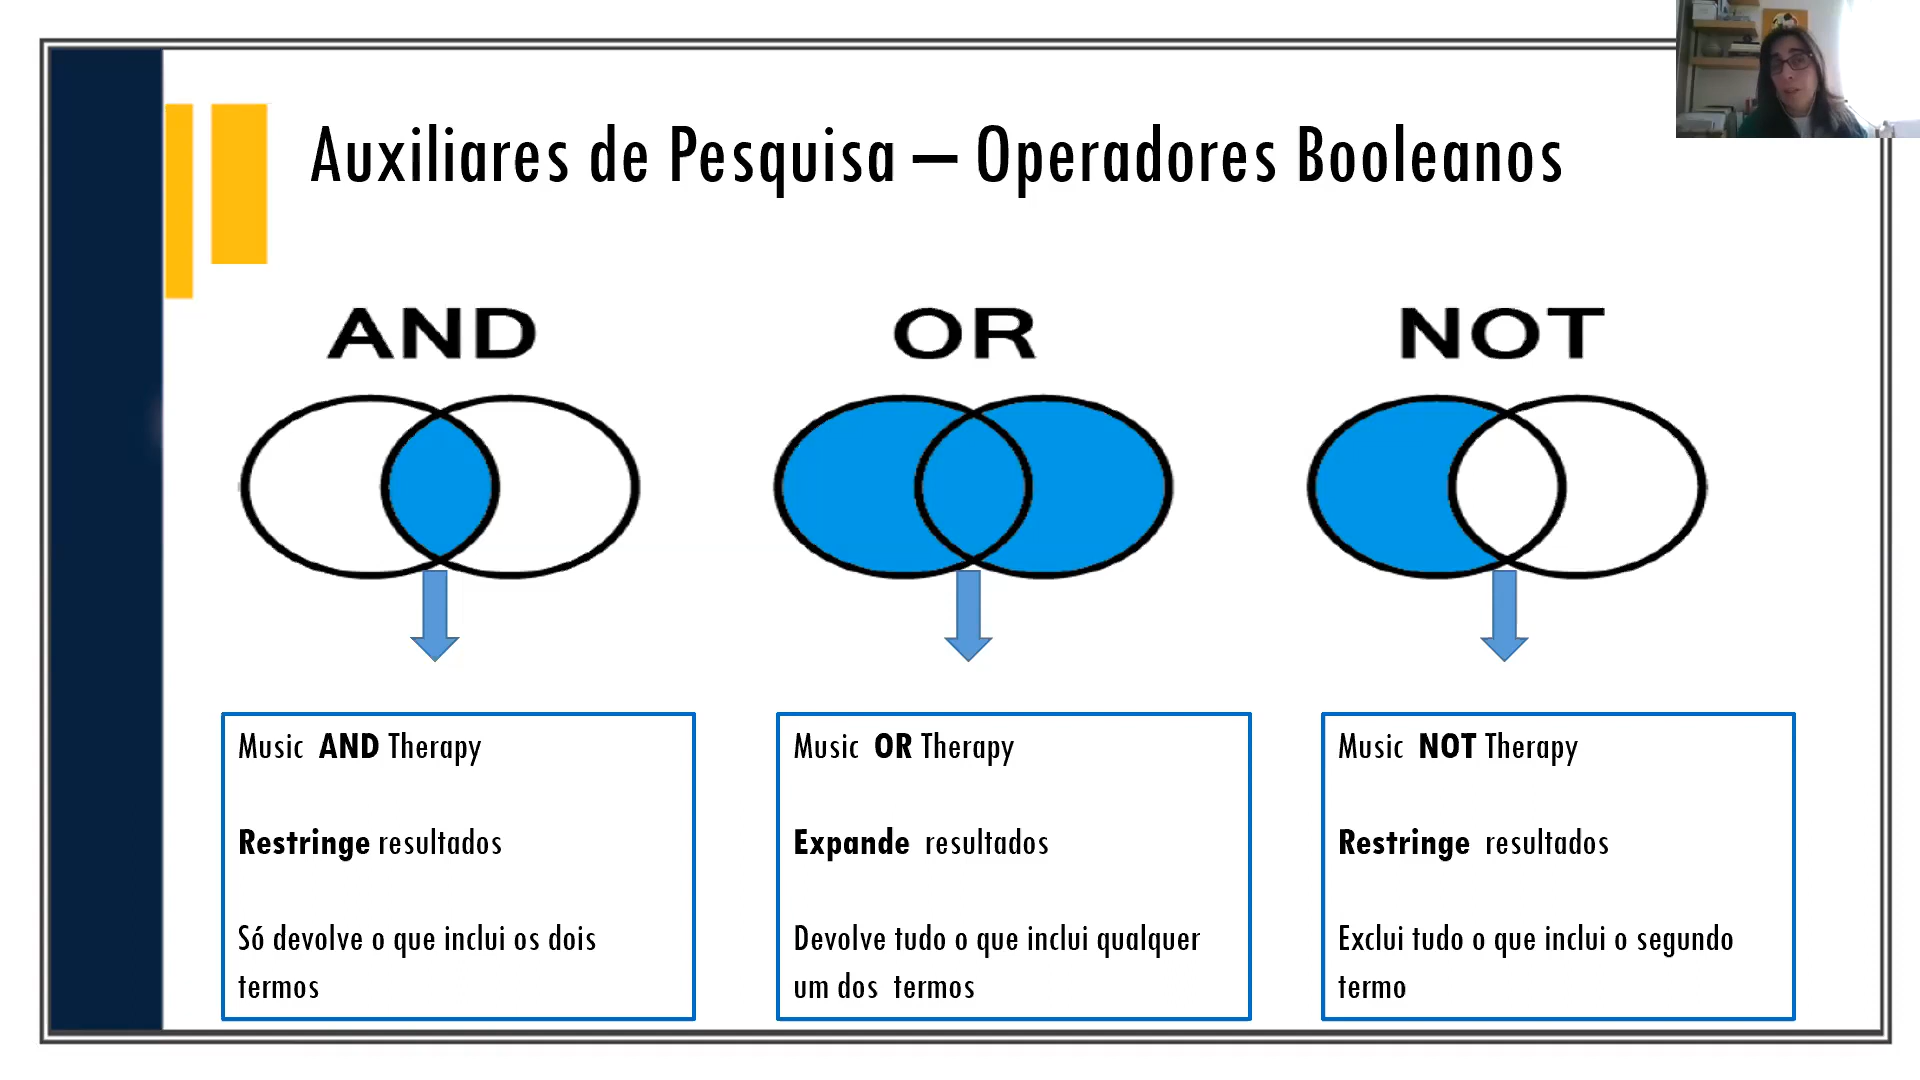 Auxiliares de Pesquisa – Operadores Booleanos
AND
OR
NOT
Music AND Therapy
Restringe resultados
Só devolve o que inclui os dois
termos
Music OR Therapy
Expande resultados
Devolve tudo o que inclui qualquer
um dos termos
Music NOT Therapy
Restringe resultados
Exclui tudo o que inclui o segundo
termo